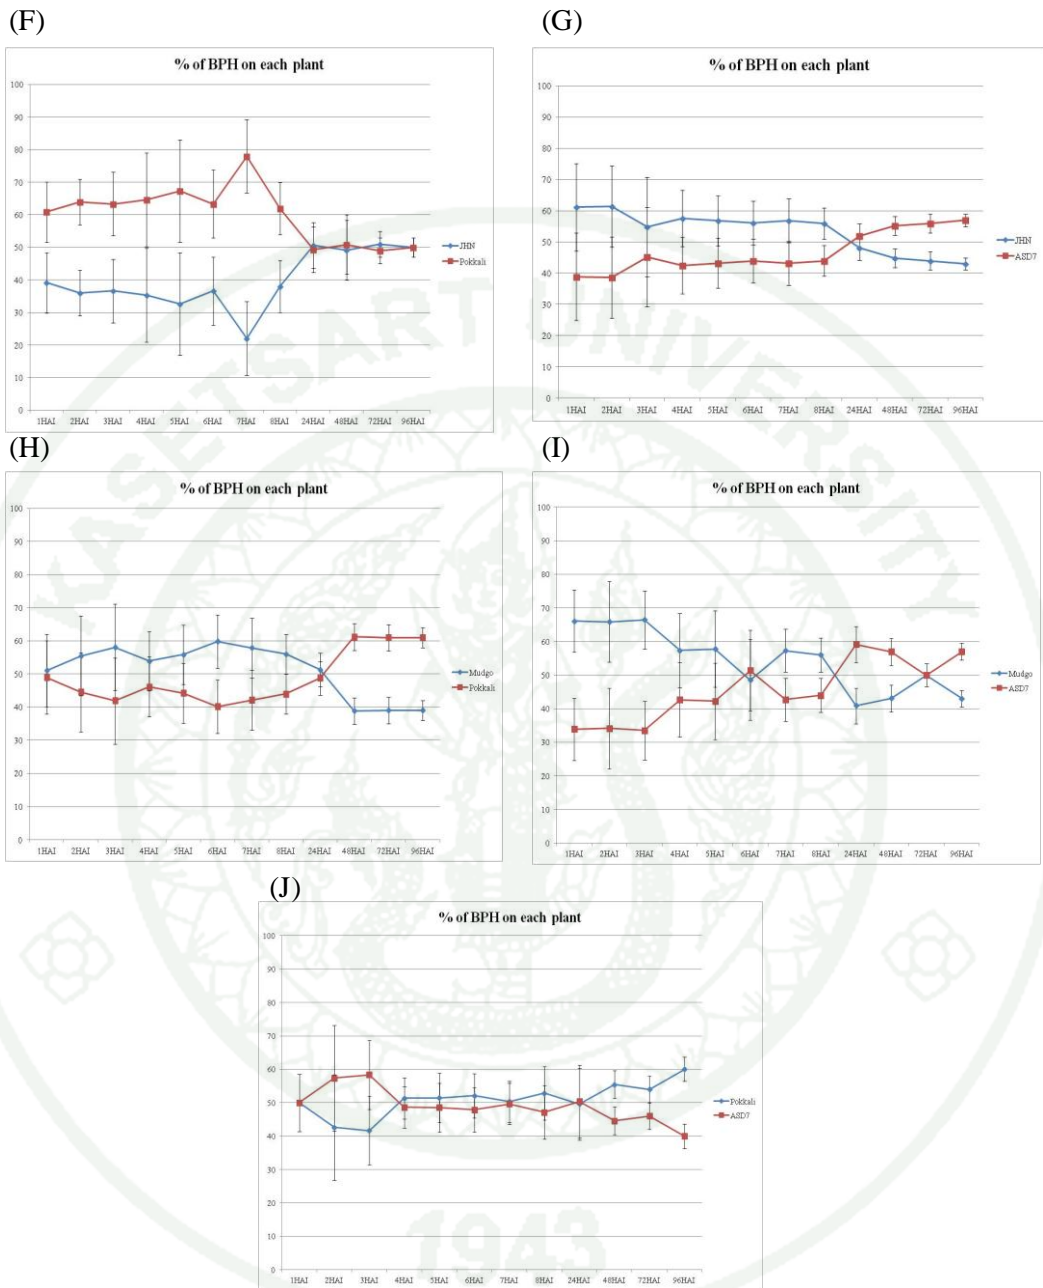 (F)
% of BPH on each plant
100
90
80
70
60
50
40
30
20
10
0
1HAI 2HAI 3HAI 4HAI 5HAI 6HAI 7HAI 8HAI 24HAI 48HAI 72HAI 96HAI
JHN
Pokkali
(G)
% of BPH on each plant
100
90
80
70
60
50
40
30
20
10
0
1HAI 2HAI 3HAI 4HAI 5HAI 6HAI 7HAI 8HAI 24HAI 48HAI 72HAI 96HAI
JHN
ASD7
(H)
% of BPH on each plant
100
90
80
70
60
50
40
30
20
10
0
1HAI 2HAI 3HAI 4HAI 5HAI 6HAI 7HAI 8HAI 24HAI 48HAI 72HAI 96HAI
Mudgo
Pokkali
(I)
% of BPH on each plant
100
90
80
70
60
50
40
30
20
10
0
1HAI 2HAI 3HAI 4HAI 5HAI 6HAI 7HAI 8HAI 24HAI 48HAI 72HAI 96HAI
Mudgo
ASD7
(J)
% of BPH on each plant
100
90
80
70
60
50
40
30
20
10
0
1HAI 2HAI 3HAI 4HAI 5HAI 6HAI 7HAI 8HAI 24HAI 48HAI 72HAI 96HAI
Pokkali
ASD7
KASETSART UNIVERSITY
1943